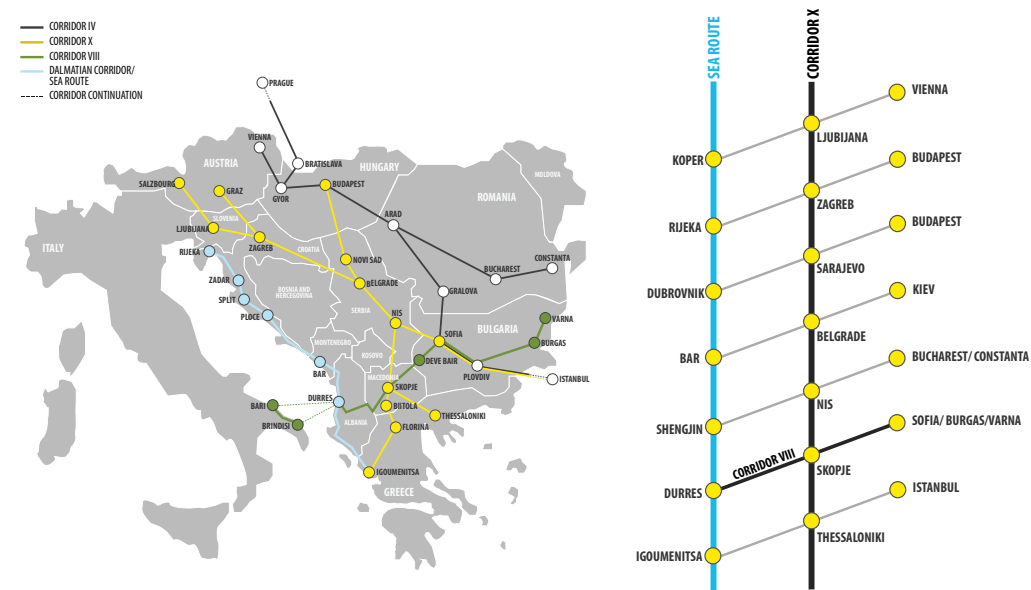 CORRIDOR IV
CORRIDOR X
CORRIDOR VIII
DALMATIAN CORRIDOR/
SEA ROUTE
CORRIDOR CONTINUATION
PRAGUE
VIENNA
BRATISLAVA
AUSTRIA
HUNGARY
MOLDOVA
SALZBOURG
GRAZ
GYOR
BUDAPEST
ROMANIA
SLOVENIA
ARAD
LJUBIJANA
ITALY
ZAGREB
CROATIA
RIJEKA
NOVI SAD
CONSTANTA
BUCHAREST
ZADAR
BELGRADE
BOSNIA AND
HERCEGOVINA
GRALOVA
SPLIT
SERBIA
PLOCE
NIS
VARNA
BULGARIA
SOFIA
MONTENEGRO
BURGAS
KOSOVO
DEVE BAIR
BAR
PLOVDIV
MACEDONIA
ISTANBUL
SKOPJE
DURRES
BARI
BITOLA
THESSALONIKI
BRINDISI
ALBANIA
FLORINA
IGOUMENITSA
GREECE
SEA ROUTE
CORRIDOR X
VIENNA
LJUBIJANA
KOPER
BUDAPEST
ZAGREB
RIJEKA
BUDAPEST
SARAJEVO
DUBROVNIK
KIEV
BELGRADE
BAR
BUCHAREST/ CONSTANTA
NIS
SHENGJIN
SOFIA/ BURGAS/VARNA
CORRIDOR VIII
SKOPJE
DURRES
ISTANBUL
THESSALONIKI
IGOUMENITSA